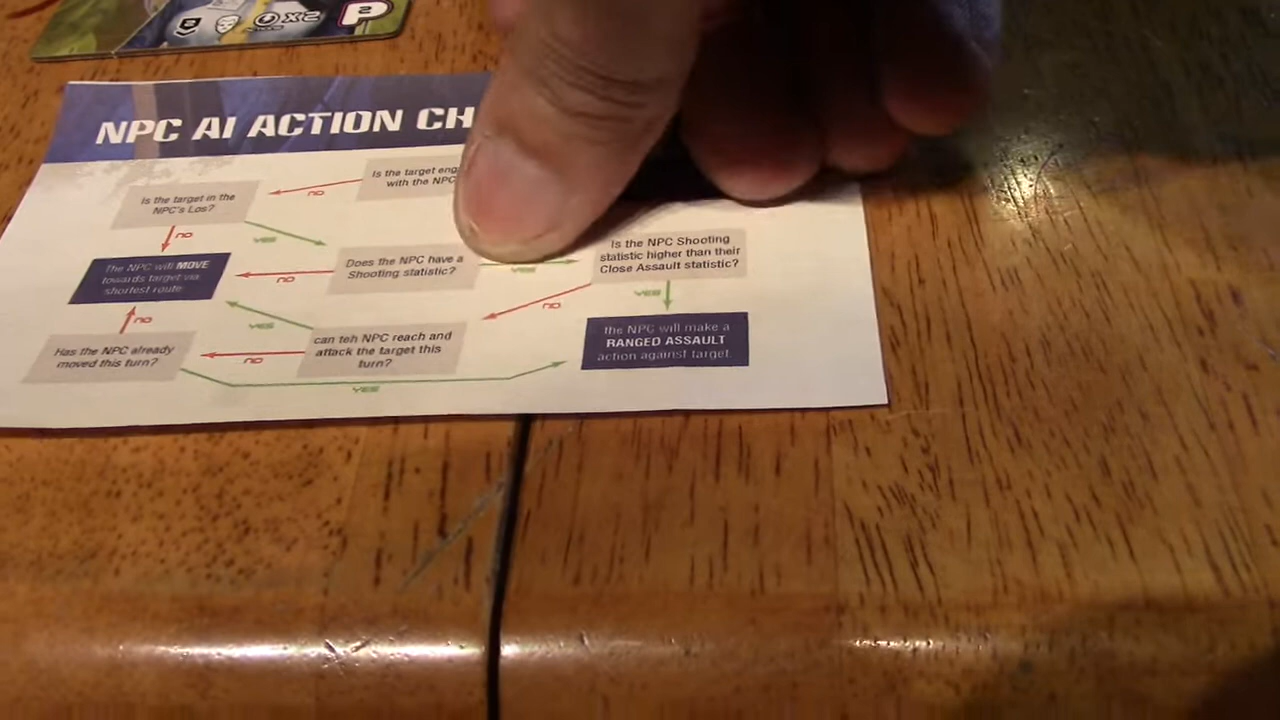 X2
2
P
NPC AI ACTION CH
Is the target eng
with the NPC
NO
Is the target in the
NPC's Los?
NO
YES
The NPC will MOVE
towards target via
shortest route
NO
Does the NPC have a
Shooting statistic?
YES
Is the NPC Shooting
statistic higher than their
Close Assault statistic?
NO
YES
NO
Has the NPC already
moved this turn?
YES
NO
can teh NPC reach and
attack the target this
turn?
YES
the NPC will make a
RANGED ASSAULT
action against target.